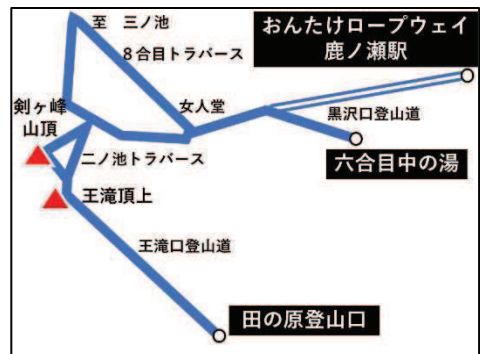 至 三ノ池
8合目トラバース
おんたけロープウェイ
鹿ノ瀬駅
剣ヶ峰
山頂
女人堂
黒沢口登山道
二ノ池トラバース
六合目中の湯
王滝頂上
王滝口登山道
田の原登山口